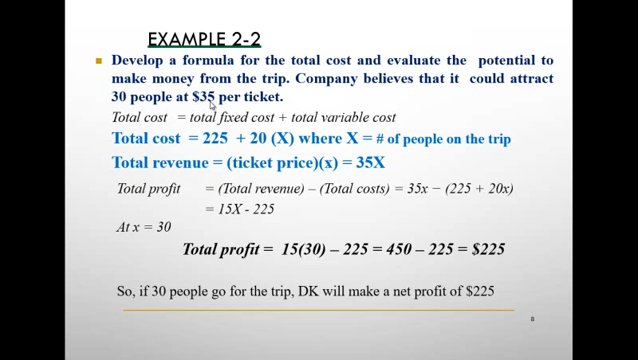 EXAMPLE 2-2
Develop a formula for the total cost and evaluate the potential to
make money from the trip. Company believes that it could attract
30 people at $35 per ticket.
Total cost = total fixed cost + total variable cost
Total cost = 225 + 20 (X) where X = # of people on the trip
Total revenue = (ticket price)(x) = 35X
Total profit = (Total revenue) – (Total costs) = 35x − (225 + 20x)
= 15X - 225
At x = 30
Total profit = 15(30) – 225 = 450 – 225 = $225
So, if 30 people go for the trip, DK will make a net profit of $225
8